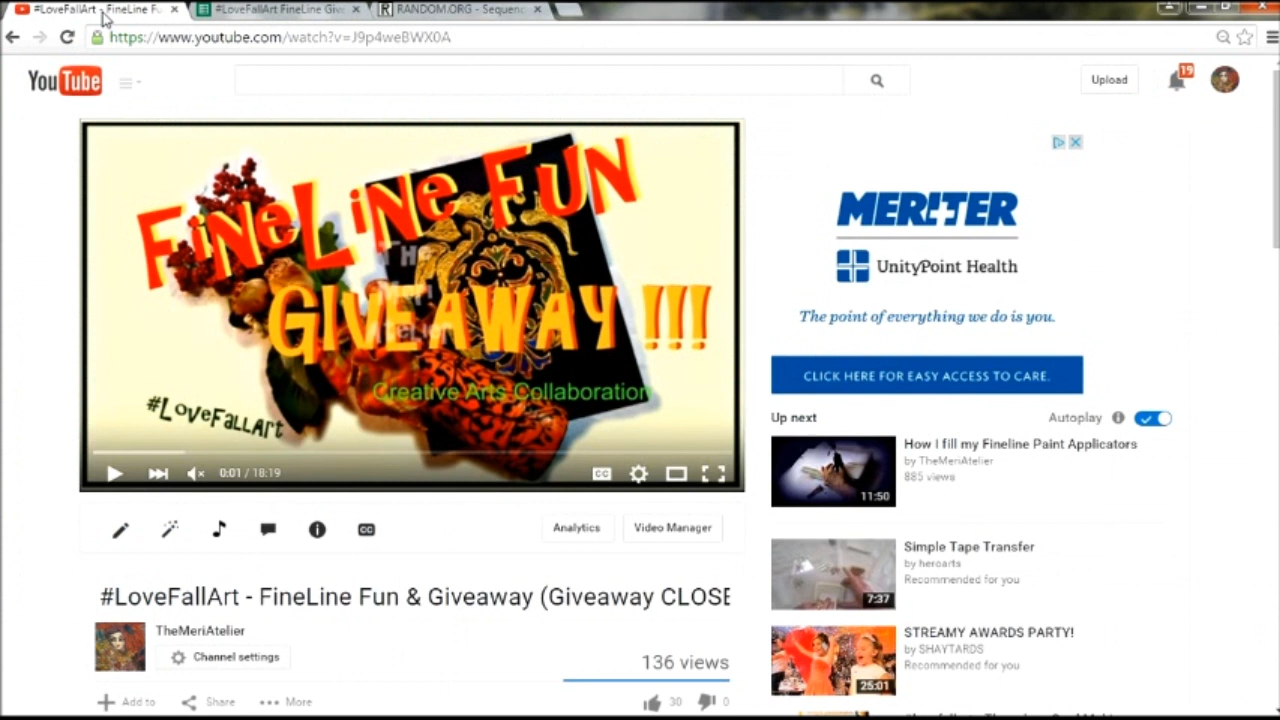 #LoveFallArt - FineLine F
#LoveFallArt FineLine Giv
RANDOM.ORG - Sequenc
https://www.youtube.com/watch?v=J9p4weBWX0A
YouTube
Upload
19
FineLine Fun
Giveaway !!!
The
Meri
Atelier
Creative Arts Collaboration
#LoveFallArt
0:01 / 18:19
CC
Analytics
Video Manager
CC
#LoveFallArt - FineLine Fun & Giveaway (Giveaway CLOSE
TheMeriAtelier
Channel settings
136 views
Add to
Share
More
30
0
MERITER
UnityPoint Health
The point of everything we do is you.
CLICK HERE FOR EASY ACCESS TO CARE.
Up next
Autoplay
How I fill my Fineline Paint Applicators
by TheMeriAtelier
885 views
11:50
Simple Tape Transfer
by heroarts
Recommended for you
7:37
STREAMY AWARDS PARTY!
by SHAYTARDS
Recommended for you
25:01